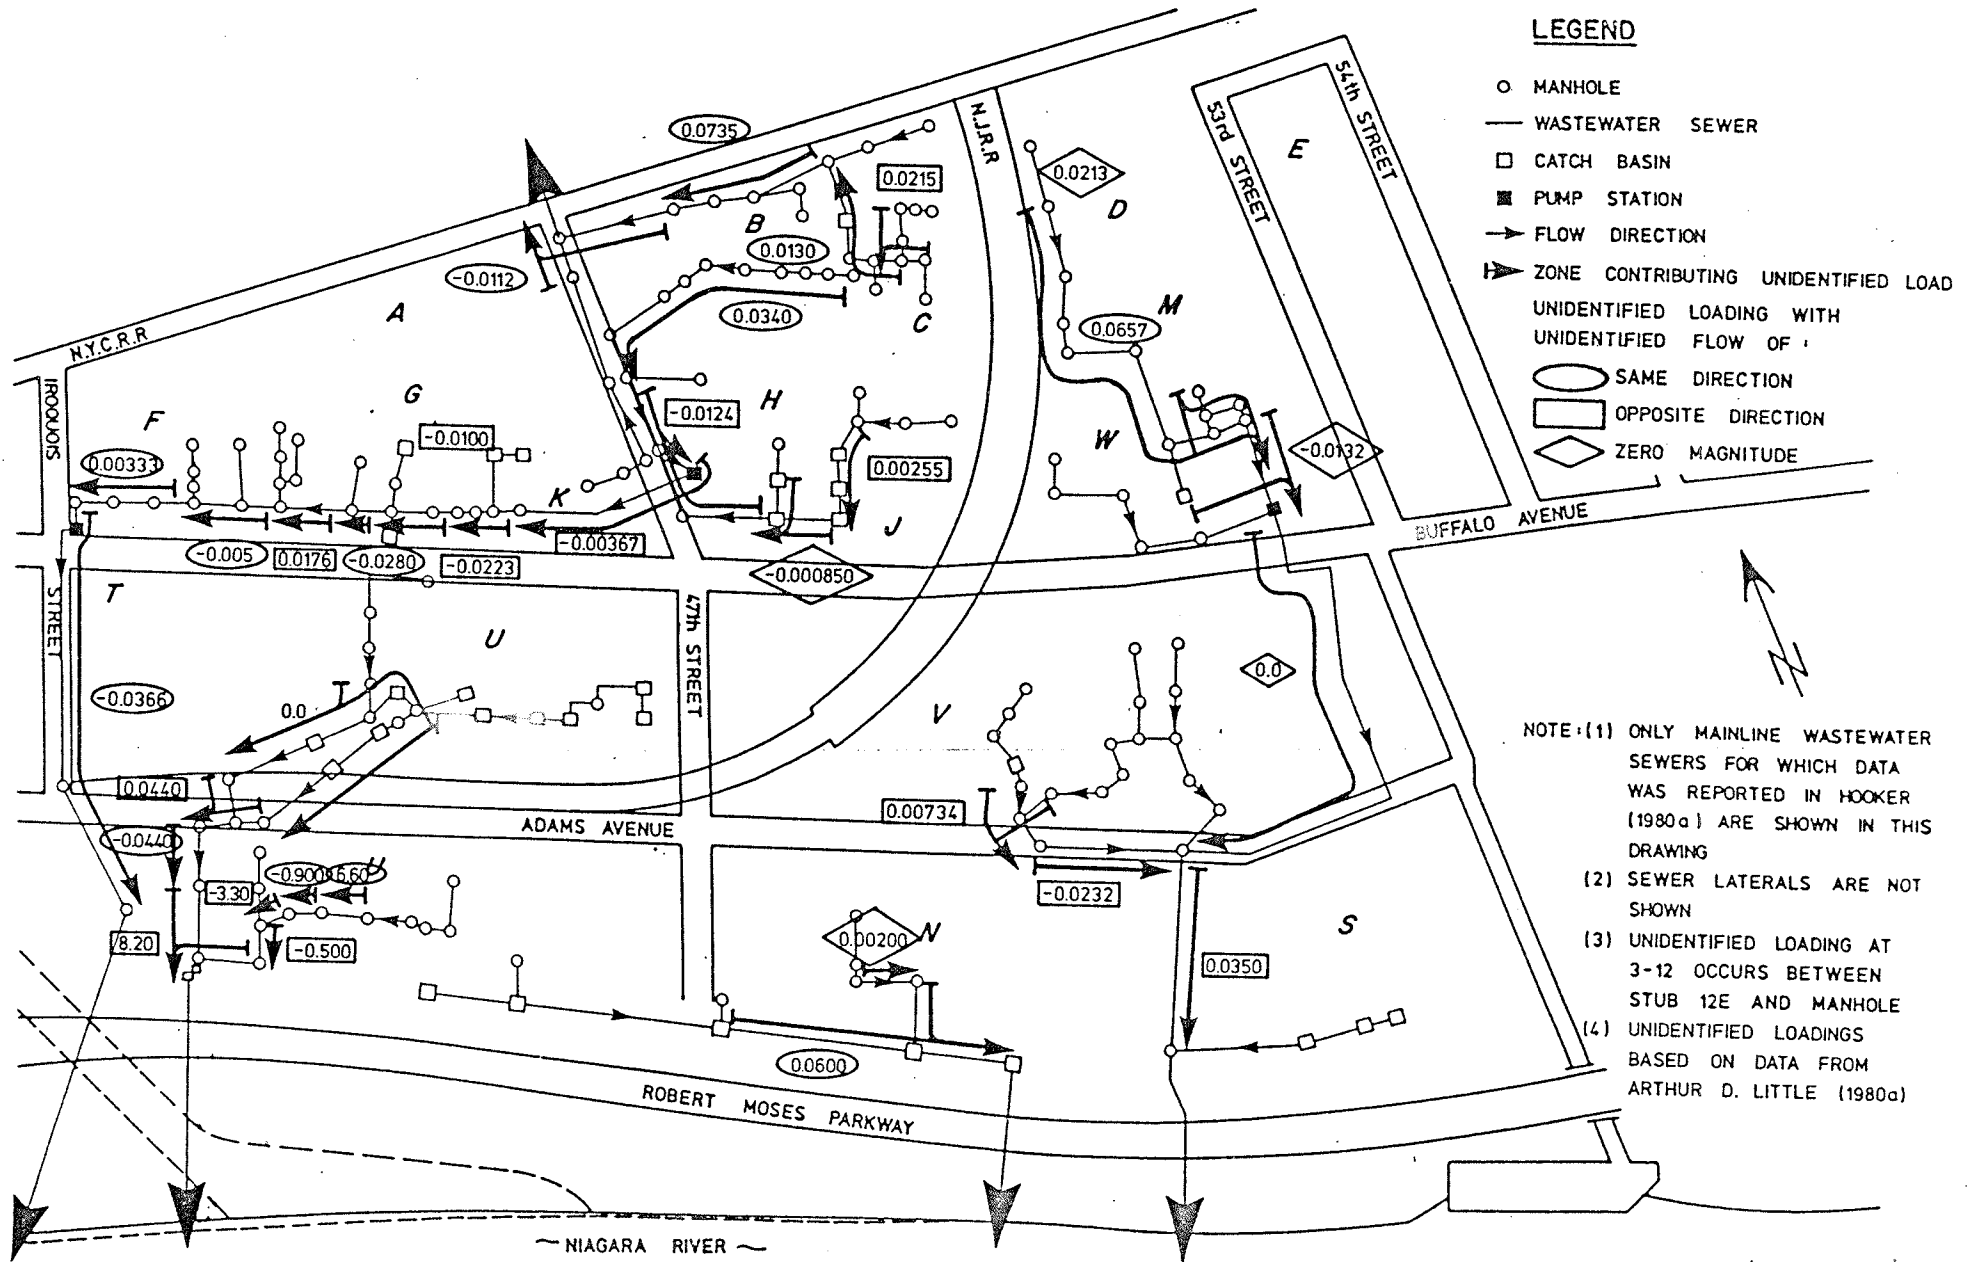 LEGEND
MANHOLE
WASTEWATER SEWER
CATCH BASIN
PUMP STATION
FLOW DIRECTION
ZONE CONTRIBUTING UNIDENTIFIED LOAD
UNIDENTIFIED LOADING WITH
UNIDENTIFIED FLOW OF :
SAME DIRECTION
OPPOSITE DIRECTION
ZERO MAGNITUDE
54th STREET
53rd STREET
E
N.J.R.R
0.0735
0.0213
0.0215
D
B
0.0130
-0.0112
A
0.0340
C
M
0.0657
N.Y.C.R.R
IROQUOIS
STREET
F
G
H
-0.0124
-0.0100
W
-0.0132
0.00333
0.00255
K
J
-0.00367
BUFFALO AVENUE
-0.005
0.0176
-0.0280
-0.0223
-0.000850
T
U
47th STREET
0.0
-0.0366
0.0
V
0.0440
0.00734
ADAMS AVENUE
-0.0440
-0.900
6.60
-3.30
-0.0232
8.20
-0.500
0.00200
N
S
0.0350
0.0600
ROBERT MOSES PARKWAY
~NIAGARA RIVER~
N
NOTE:(1) ONLY MAINLINE WASTEWATER
SEWERS FOR WHICH DATA
WAS REPORTED IN HOOKER
(1980a) ARE SHOWN IN THIS
DRAWING
(2) SEWER LATERALS ARE NOT
SHOWN
(3) UNIDENTIFIED LOADING AT
3-12 OCCURS BETWEEN
STUB 12E AND MANHOLE
(4) UNIDENTIFIED LOADINGS
BASED ON DATA FROM
ARTHUR D. LITTLE (1980a)